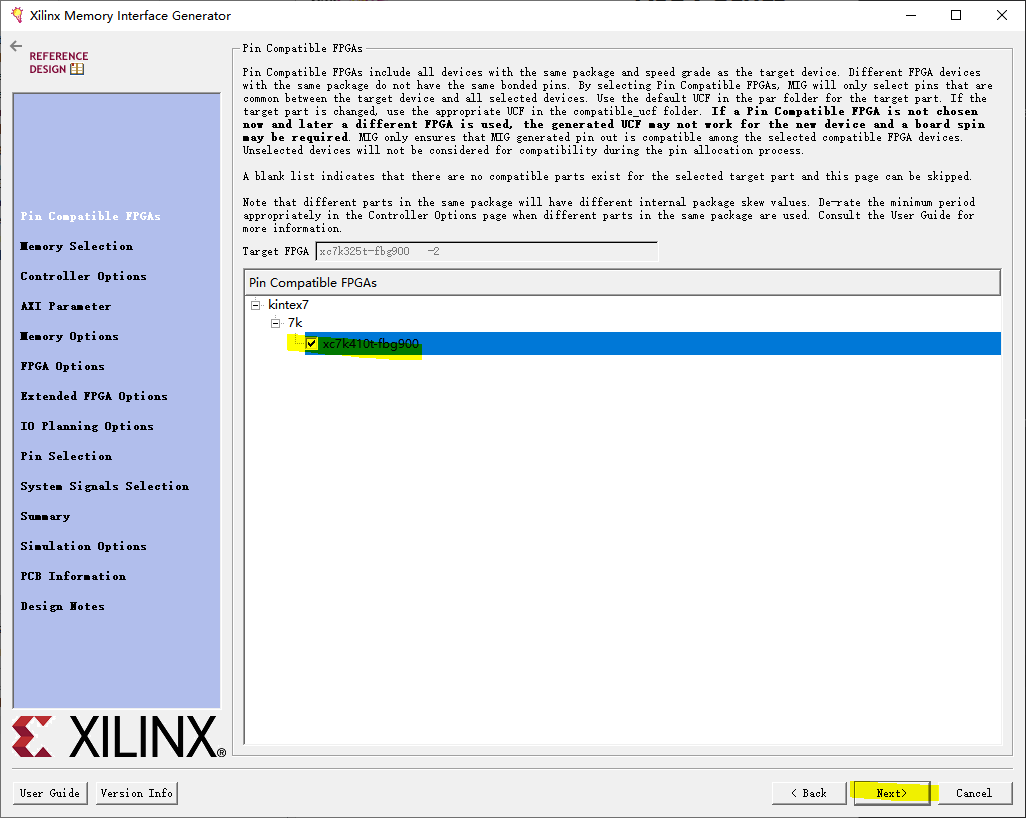 Xilinx Memory Interface Generator
REFERENCE
DESIGN
Pin Compatible FPGAs
Memory Selection
Controller Options
AXI Parameter
Memory Options
FPGA Options
Extended FPGA Options
IO Planning Options
Pin Selection
System Signals Selection
Summary
Simulation Options
PCB Information
Design Notes
XILINX®
Pin Compatible FPGAs
Pin Compatible FPGAs include all devices with the same package and speed grade as the target device. Different FPGA devices
with the same package do not have the same bonded pins. By selecting Pin Compatible FPGAs, MIG will only select pins that are
common between the target device and all selected devices. Use the default UCF in the par folder for the target part. If the
target part is changed, use the appropriate UCF in the compatible_ucf folder. If a Pin Compatible FPGA is not chosen
now and later a different FPGA is used, the generated UCF may not work for the new device and a board spin
may be required. MIG only ensures that MIG generated pin out is compatible among the selected compatible FPGA devices.
Unselected devices will not be considered for compatibility during the pin allocation process.
A blank list indicates that there are no compatible parts exist for the selected target part and this page can be skipped.
Note that different parts in the same package will have different internal package skew values. De-rate the minimum period
appropriately in the Controller Options page when different parts in the same package are used. Consult the User Guide for
more information.
Target FPGA xc7k325t-fbg900 -2
Pin Compatible FPGAs
kintex7
7k
xc7k410t-fbg900
User Guide Version Info < Back Next> Cancel